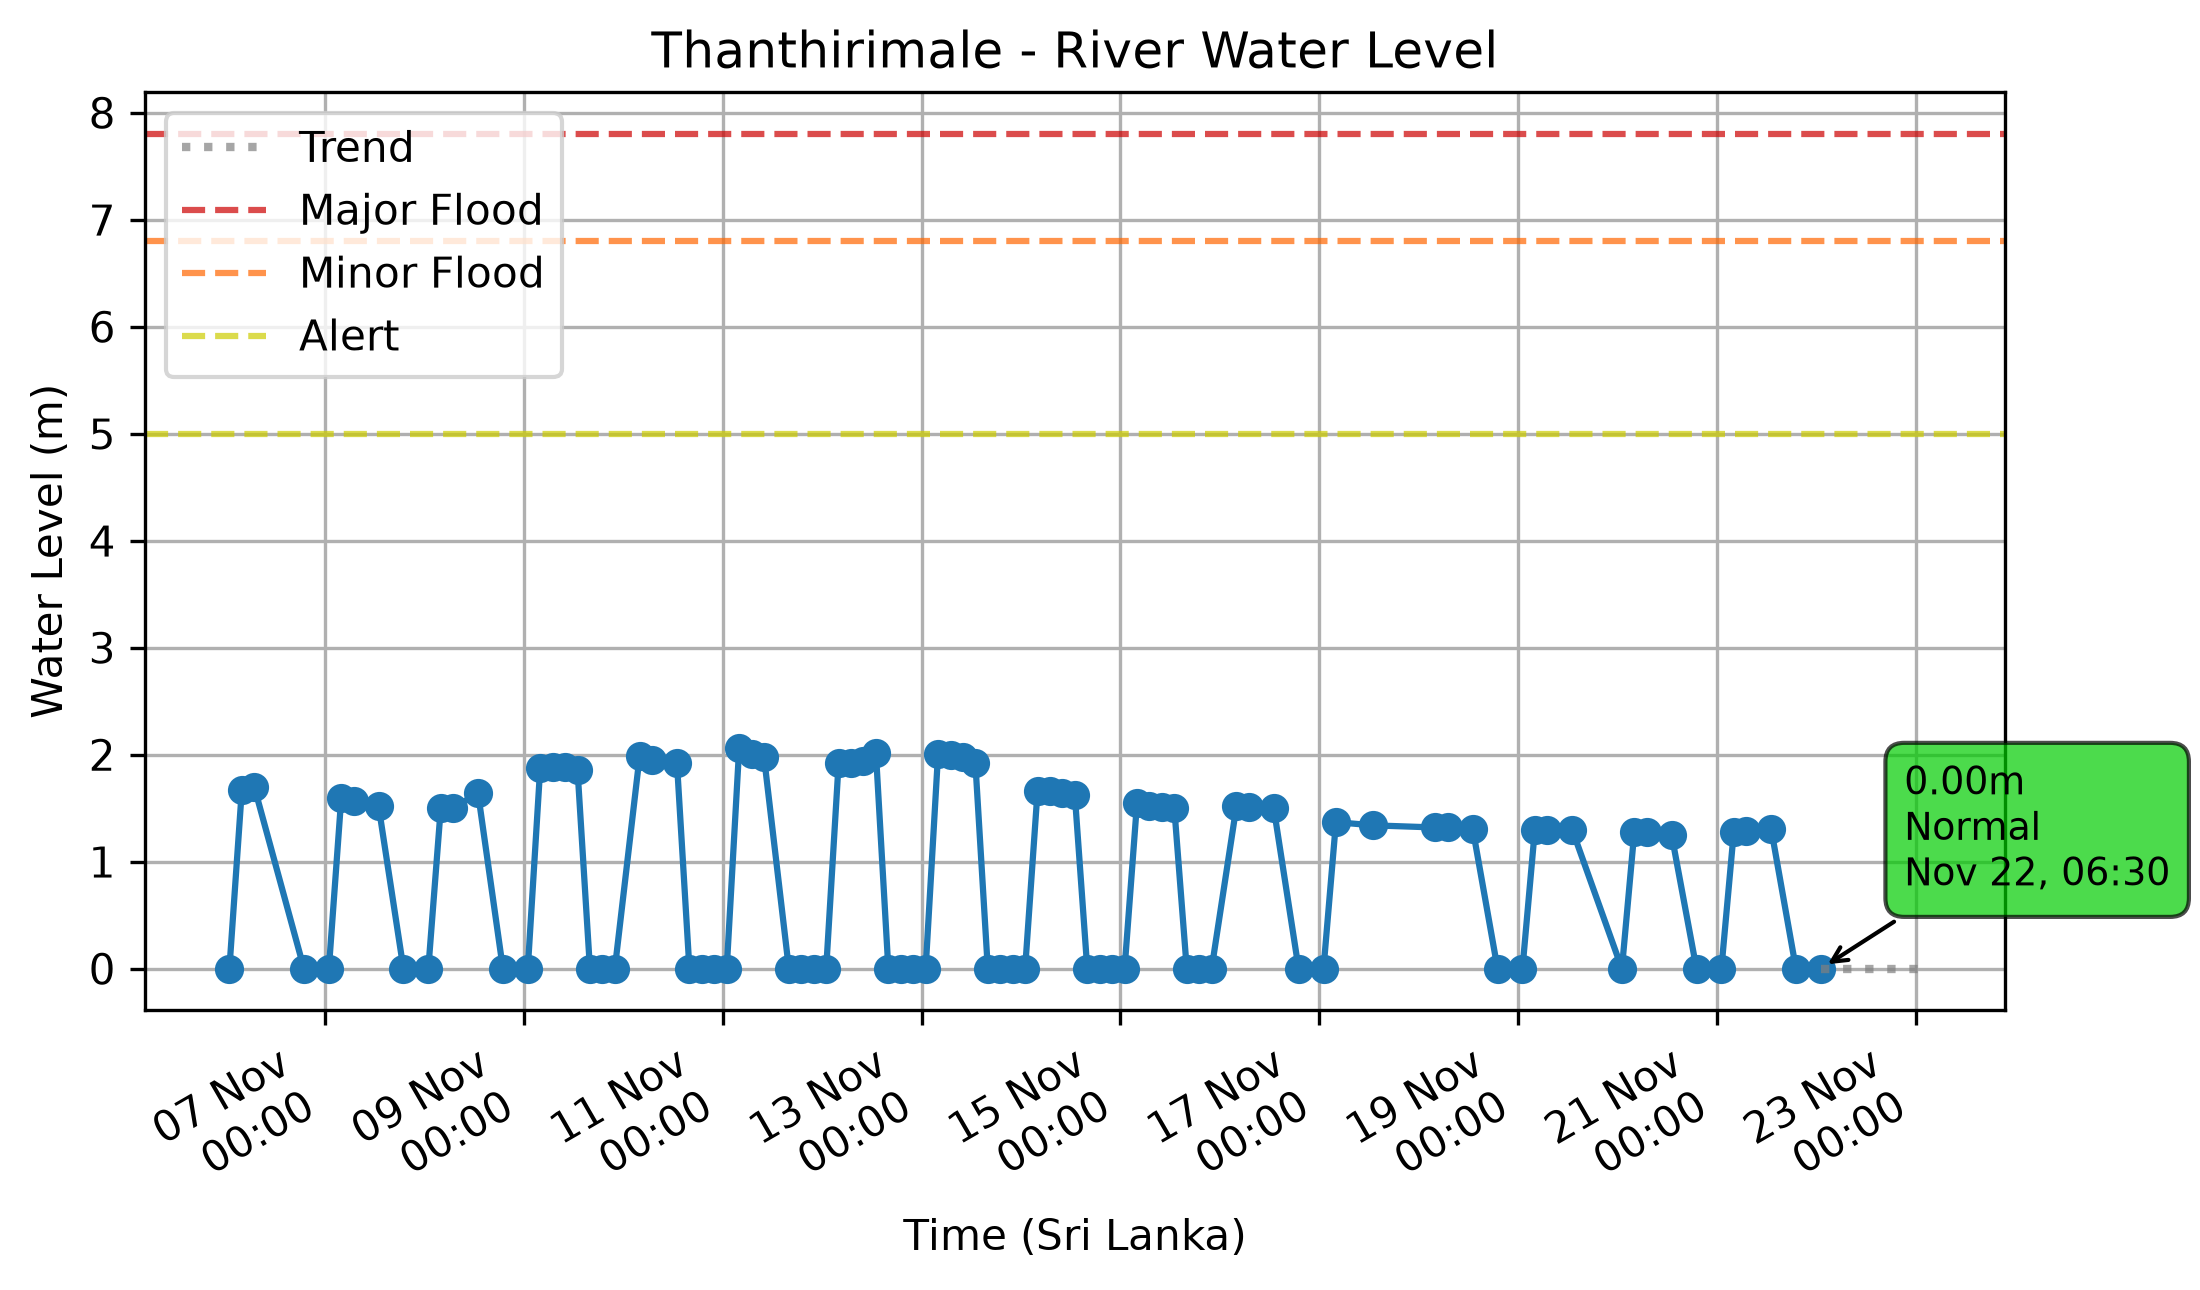 Thanthirimale - River Water Level
Trend
Major Flood
Minor Flood
Alert
Water Level (m)
8
7
6
5
4
3
2
1
0
0.00m
Normal
Nov 22, 06:30
07 Nov
00:00
09 Nov
00:00
11 Nov
00:00
13 Nov
00:00
15 Nov
00:00
17 Nov
00:00
19 Nov
00:00
21 Nov
00:00
23 Nov
00:00
Time (Sri Lanka)